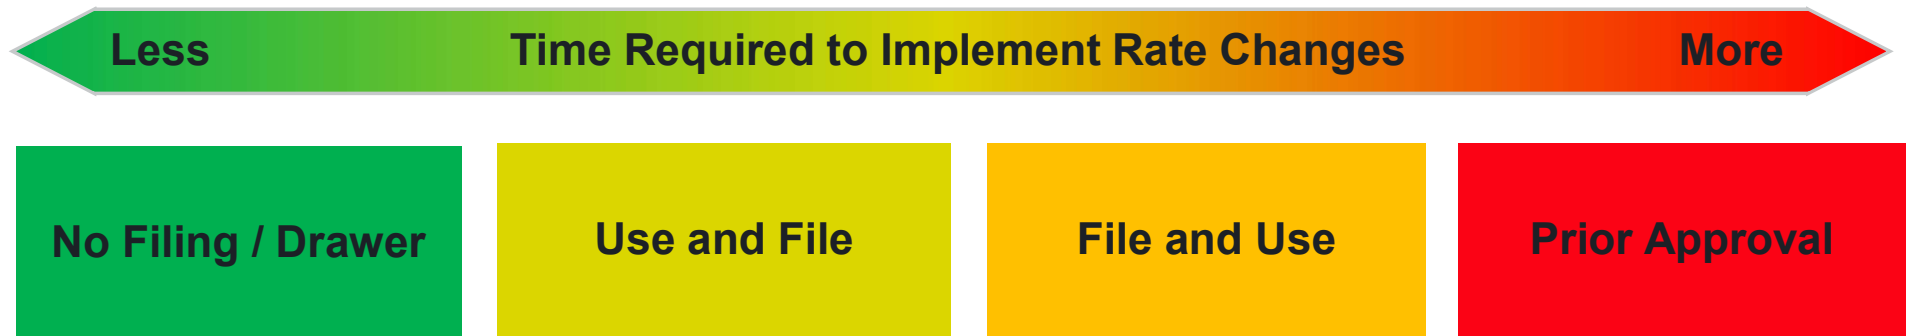 Less Time Required to Implement Rate Changes More
No Filing / Drawer
Use and File
File and Use
Prior Approval